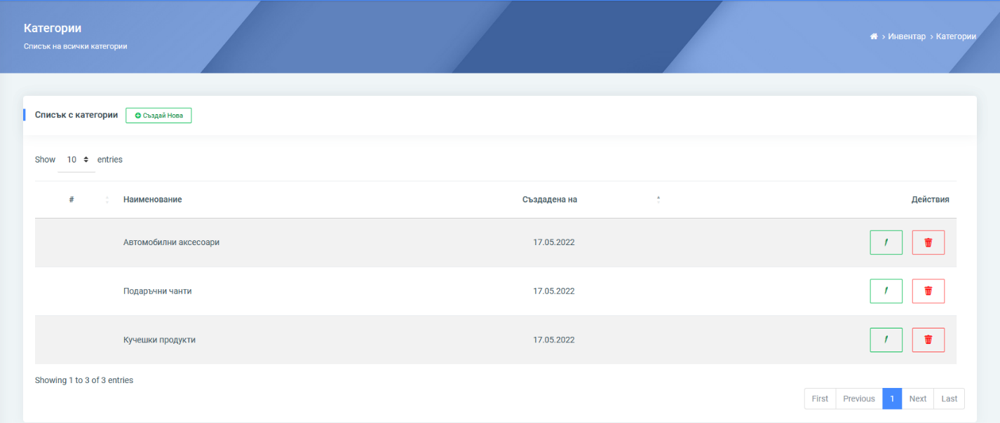 Категории
Списък на всички категории
> Инвентар > Категории
Списък с категории
Създай Нова
Show 10 entries
# Наименование Създадена на Действия
Автомобилни аксесоари 17.05.2022
Подаръчни чанти 17.05.2022
Кучешки продукти 17.05.2022
Showing 1 to 3 of 3 entries
First Previous 1 Next Last